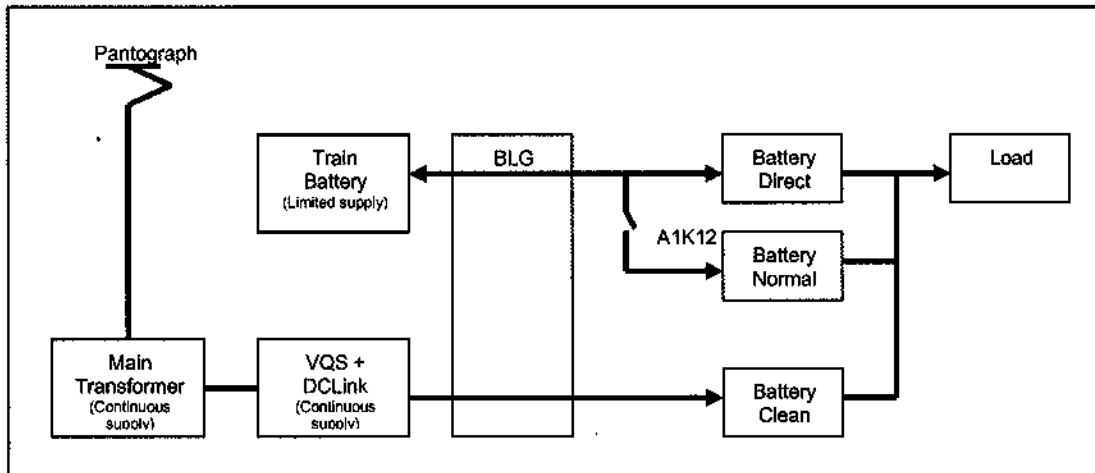 Pantograph
Train
Battery
(Limited supply)
BLG
Battery
Direct
Load
A1K12
Battery
Normal
Main
Transformer
(Continuous
supply)
VQS +
DCLink
(Continuous
supply)
Battery
Clean